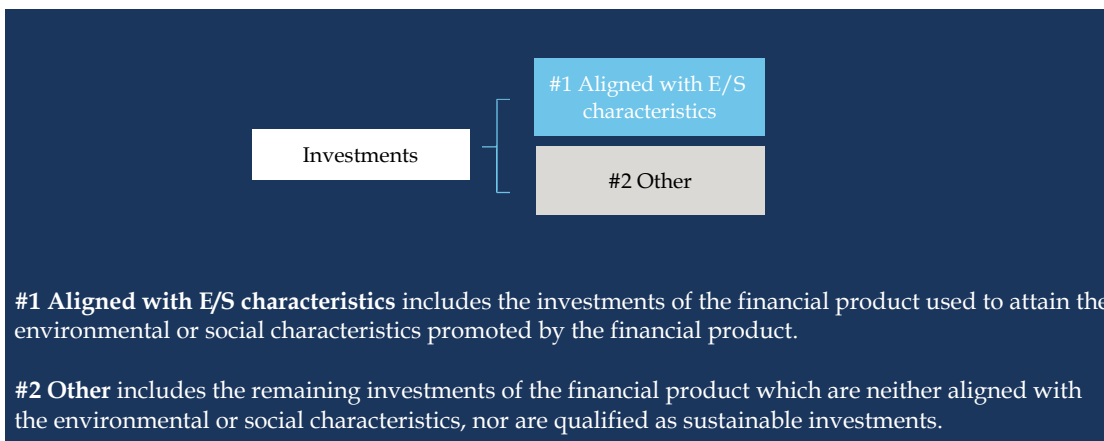 #1 Aligned with E/S
characteristics
Investments
#2 Other
#1 Aligned with E/S characteristics includes the investments of the financial product used to attain the
environmental or social characteristics promoted by the financial product.
#2 Other includes the remaining investments of the financial product which are neither aligned with
the environmental or social characteristics, nor are qualified as sustainable investments.